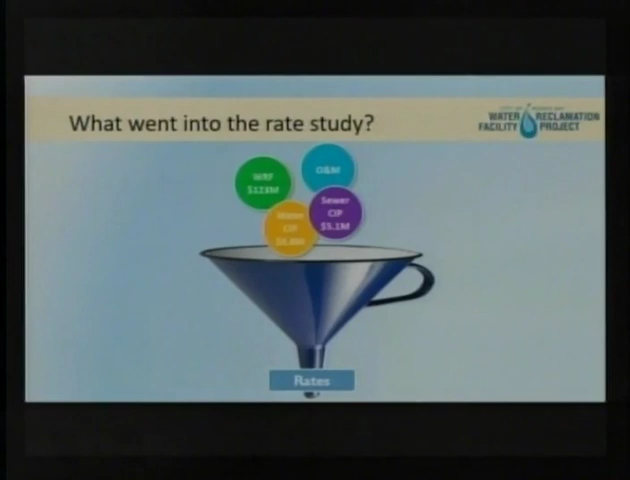 What went into the rate study?
WATER RECLAMATION
FACILITY PROJECT
WRF
$123M
O&M
Sewer
CIP
$5.1M
Water
CIP
Rates